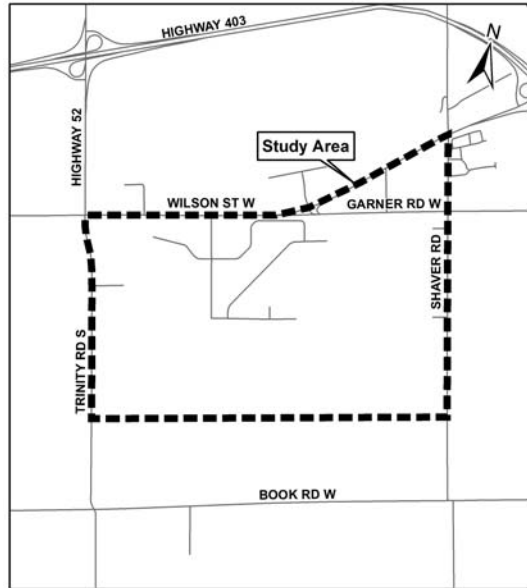 HIGHWAY 403
N
HIGHWAY 52
Study Area
WILSON ST W
GARNER RD W
SHAVER RD
TRINITY RD S
BOOK RD W